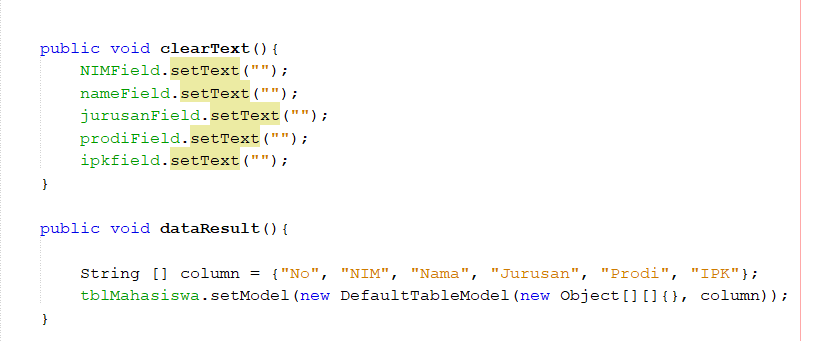 public void clearText(){
NIMField.setText("");
nameField.setText("");
jurusanField.setText("");
prodiField.setText("");
ipkfield.setText("");
}
public void dataResult(){
String [] column = {"No", "NIM", "Nama", "Jurusan", "Prodi", "IPK"};
tblMahasiswa.setModel(new DefaultTableModel(new Object[][]{}, column));
}